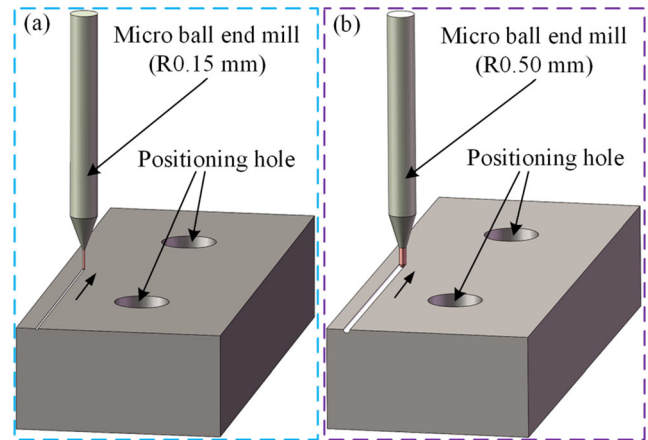 (a)
Micro ball end mill
(R0.15 mm)
Positioning hole
(b)
Micro ball end mill
(R0.50 mm)
Positioning hole